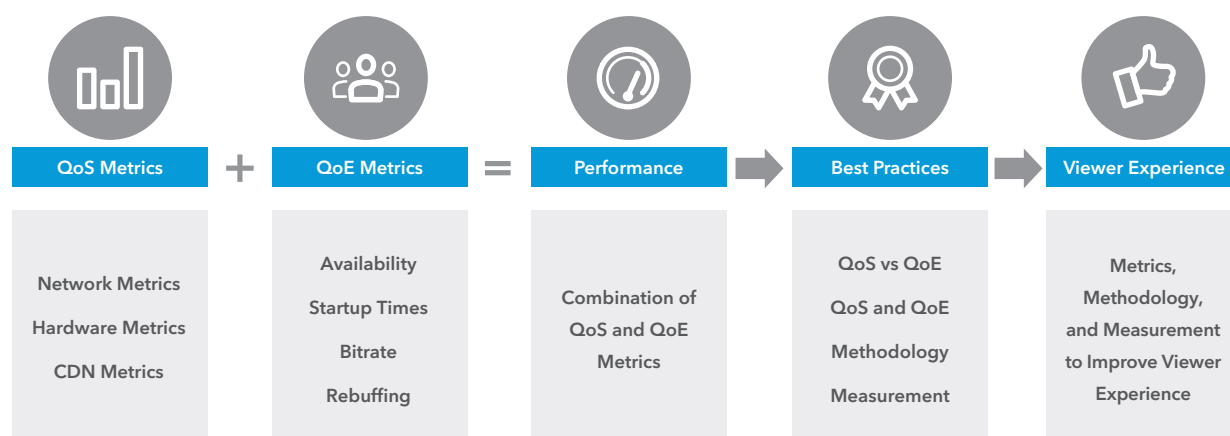 QoS Metrics + QoE Metrics = Performance Best Practices Viewer Experience
Network Metrics
Hardware Metrics
CDN Metrics
Availability
Startup Times
Bitrate
Rebuffing
Combination of
QoS and QoE
Metrics
QoS vs QoE
QoS and QoE
Methodology
Measurement
Metrics,
Methodology,
and Measurement
to Improve Viewer
Experience